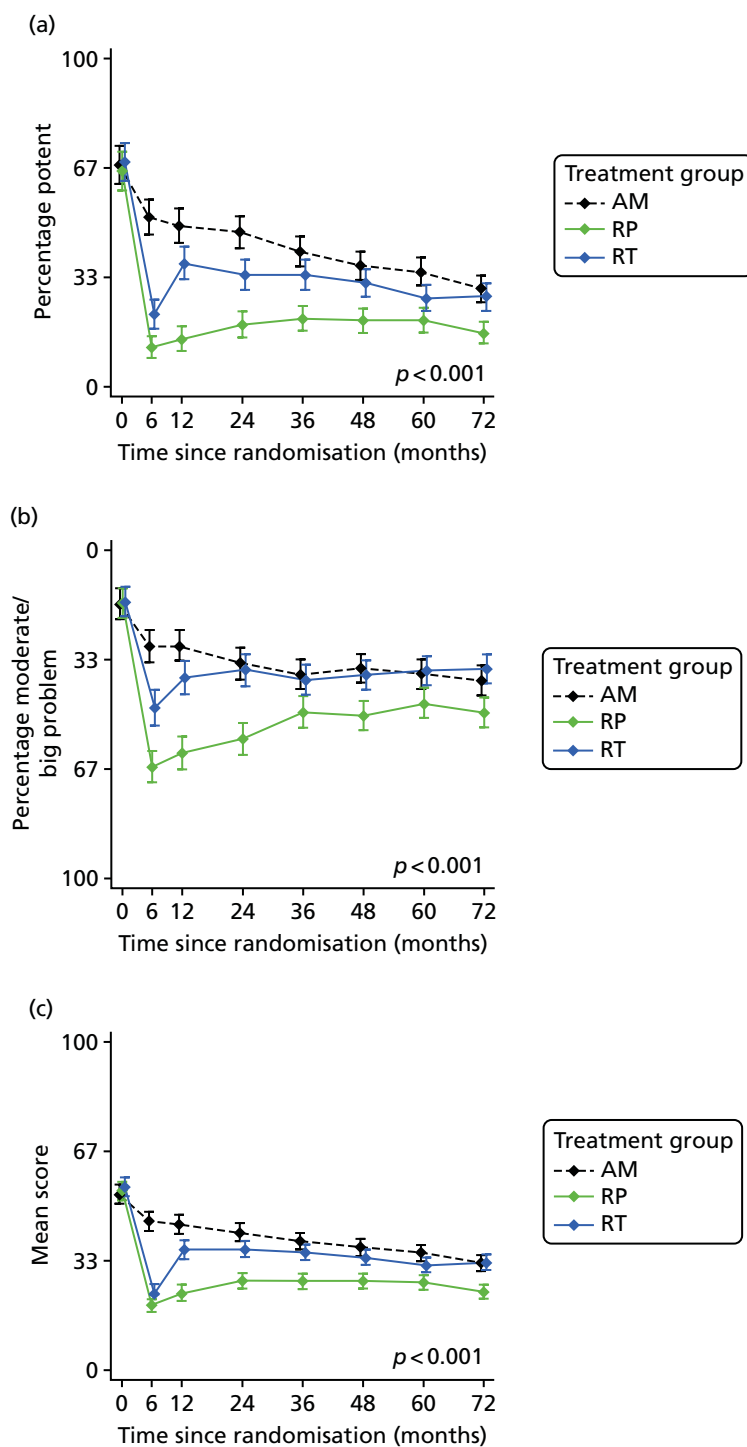 (a)
100
67
33
0
Percentage potent
p < 0.001
0 6 12 24 36 48 60 72
Time since randomisation (months)
Treatment group
AM
RP
RT
(b)
0
33
67
100
Percentage moderate/
big problem
p < 0.001
0 6 12 24 36 48 60 72
Time since randomisation (months)
Treatment group
AM
RP
RT
(c)
100
67
33
0
Mean score
p < 0.001
0 6 12 24 36 48 60 72
Time since randomisation (months)
Treatment group
AM
RP
RT